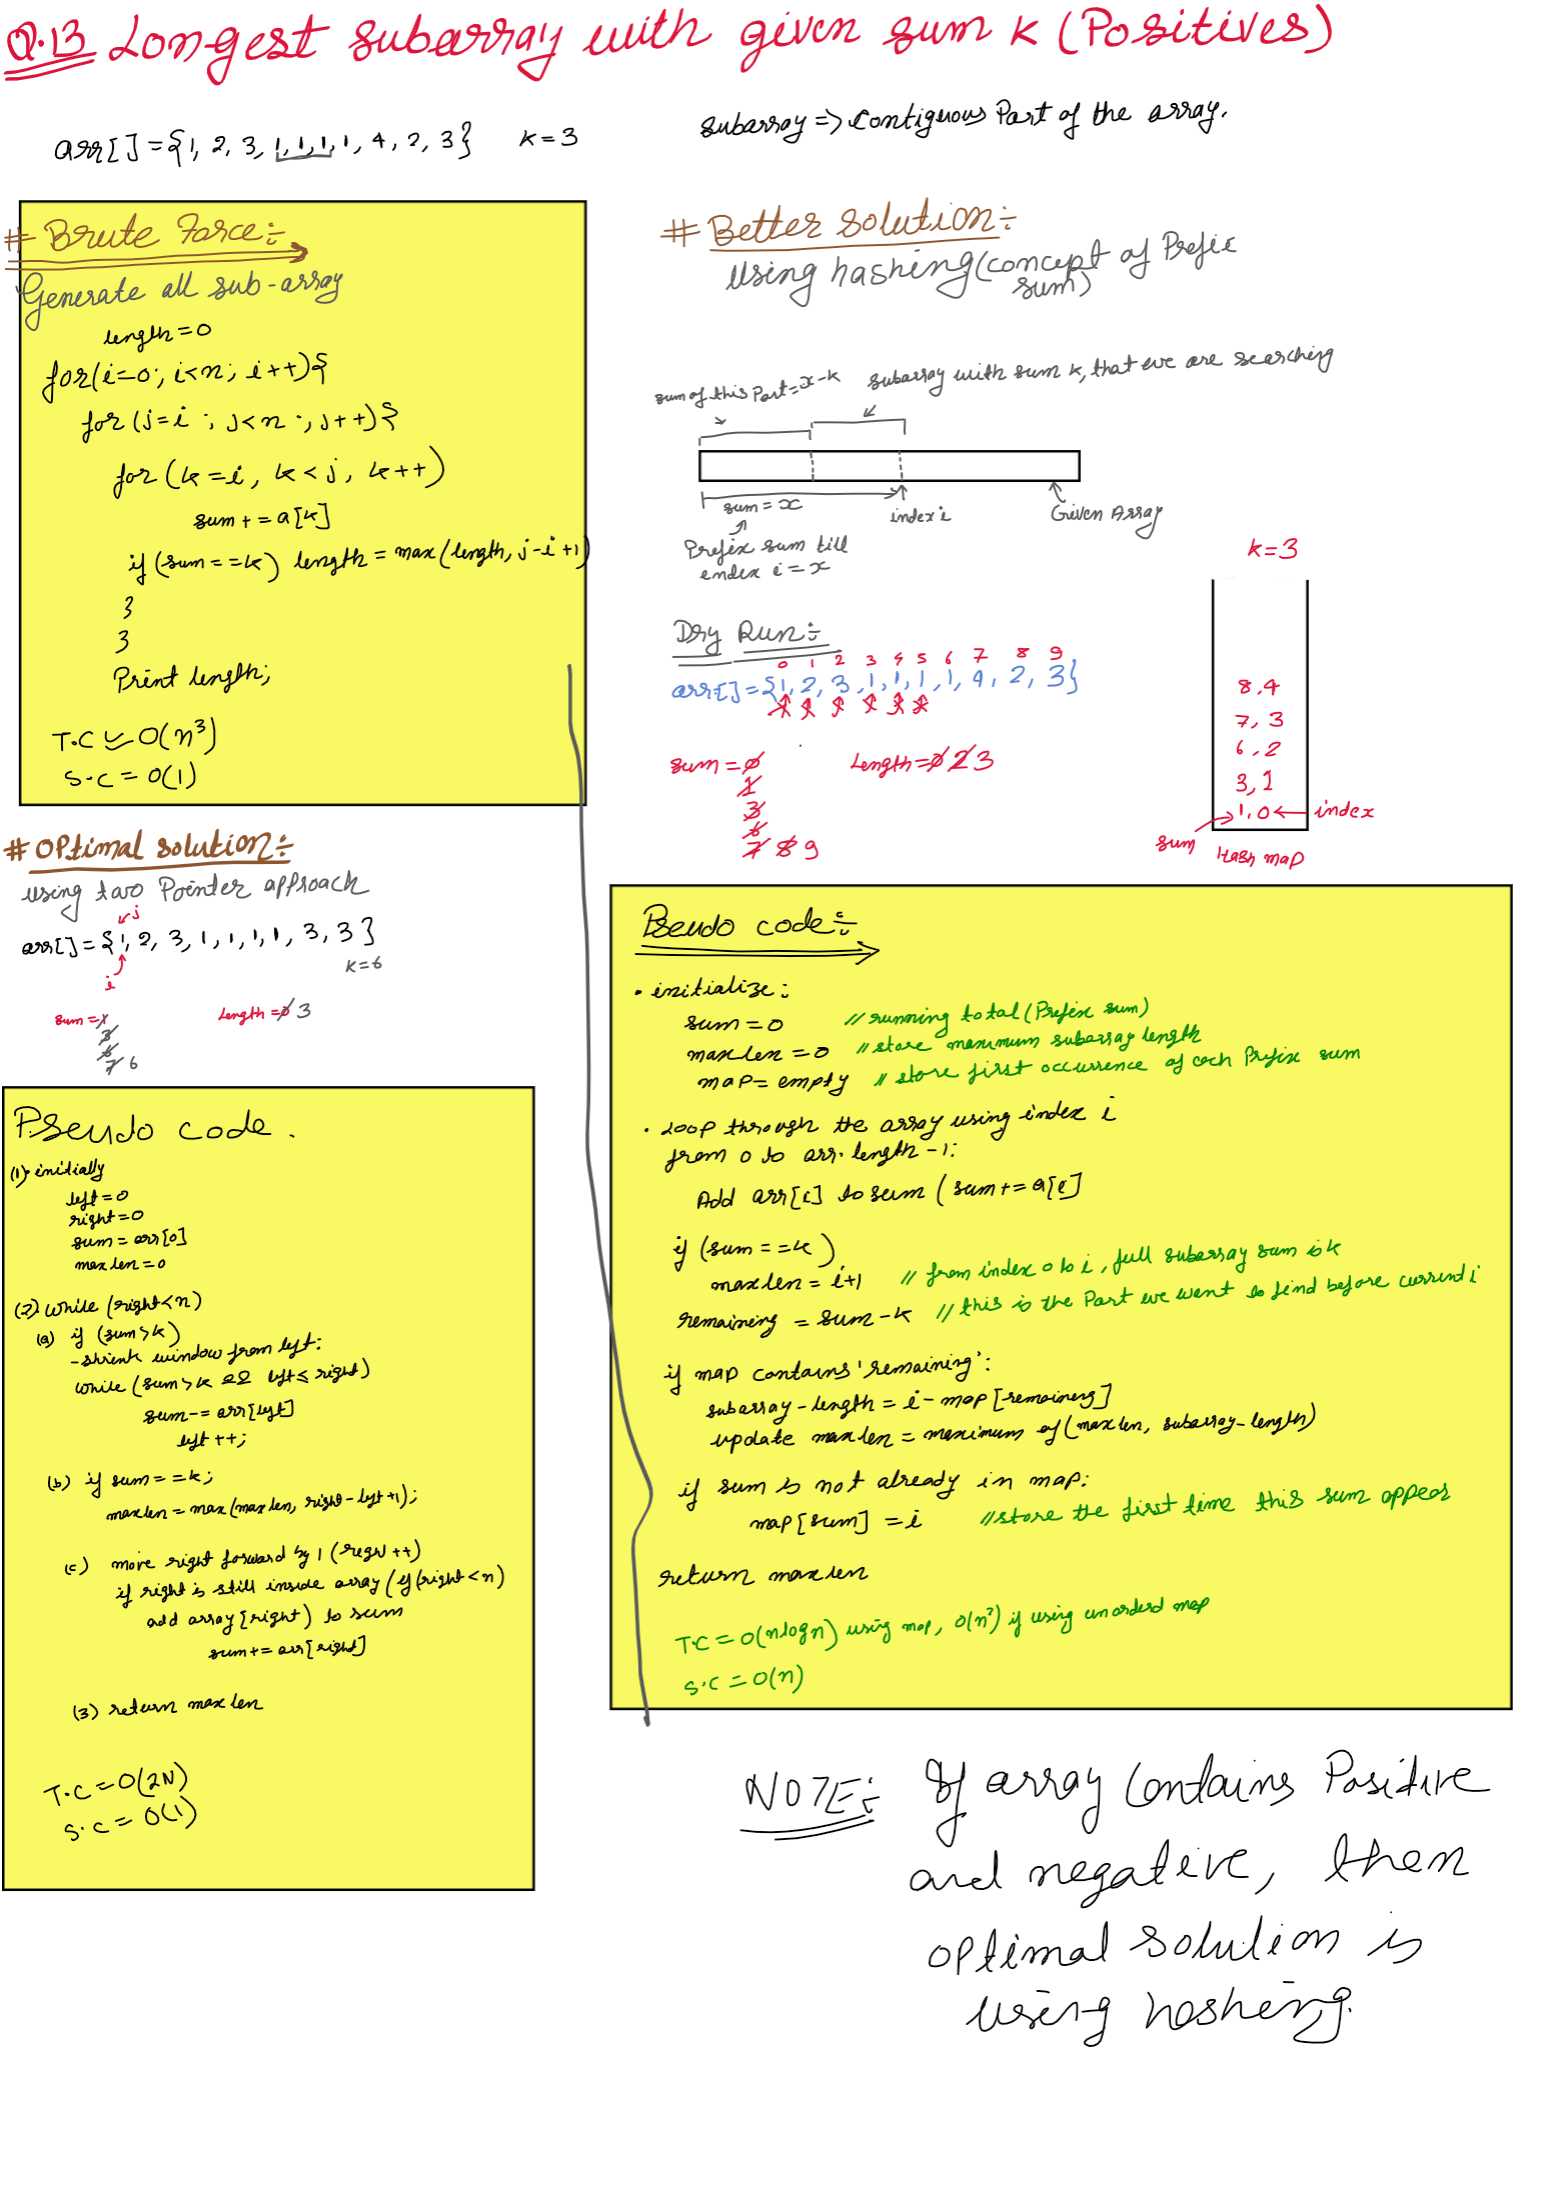 Q.13 Longest subarray with given sum K (Positives)
arr[] = {1, 2, 3, 1, 1, 1, 1, 4, 2, 3}   K = 3
subarray => Contiguous Part of the array.
# Brute Force:-
Generate all sub-array
length = 0
for(i=0; i<n; i++){
for (j=i ; j<n ; j++){
for (k=i, k<j, k++)
sum += a[k]
if (sum == k) length = max(length, j-i+1)
}
}
Print length;
T.C ≃ O(n³)
S.C = O(1)
# Better Solution:-
Using hashing (concept of Prefix
sum)
sum of this Part = x-k
subarray with sum k, that we are searching
sum = x
index i
Given Array
Prefix sum till
index i = x
Dry Run:-
0 1 2 3 4 5 6 7 8 9
arr[] = {1, 2, 3, 1, 1, 1, 1, 4, 2, 3}
sum = 0
1
3
6
7 8 9
Length = 0 2 3
k = 3
8, 4
7, 3
6, 2
3, 1
1, 0 ← index
sum
Hash map
# Optimal solution:-
using two Pointer approach
j
arr[] = {1, 2, 3, 1, 1, 1, 1, 3, 3}
i
K = 6
sum = 1
3
6
7 6
Length = 0 3
Pseudo code.
(1) initially
left = 0
right = 0
sum = arr[0]
maxlen = 0
(2) while (right < n)
(a) if (sum > k)
- shrink window from left:
while (sum > k && left ≤ right)
sum -= arr[left]
left ++;
(b) if sum == k;
maxlen = max(maxlen, right - left +1);
(c) move right forward by 1 (right ++)
if right is still inside array (if (right < n)
add array[right) to sum
sum += arr[right]
(3) return maxlen
T.C = O(2N)
S.C = O(1)
Pseudo code:-
• initialize:
sum = 0 // running total (Prefix sum)
maxlen = 0 // store maximum subarray length
map = empty // store first occurrence of each Prefix sum
• Loop through the array using index i
from 0 to arr.length -1:
Add arr[i] to sum (sum += a[i]
if (sum == k)
maxlen = i+1 // from index 0 to i, full subarray sum is k
remaining = sum - k // this is the Part we want to find before current i
if map contains 'remaining':
subarray-length = i - map[remaining]
update maxlen = maximum of (maxlen, subarray-length)
if sum is not already in map:
map[sum] = i // store the first time this sum appear
return maxlen
T.C = O(nlogn) using map, O(n²) if using unorderd map
S.C = O(n)
NOTE:- If array Contains Positive
and negative, then
optimal solution is
using hashing.